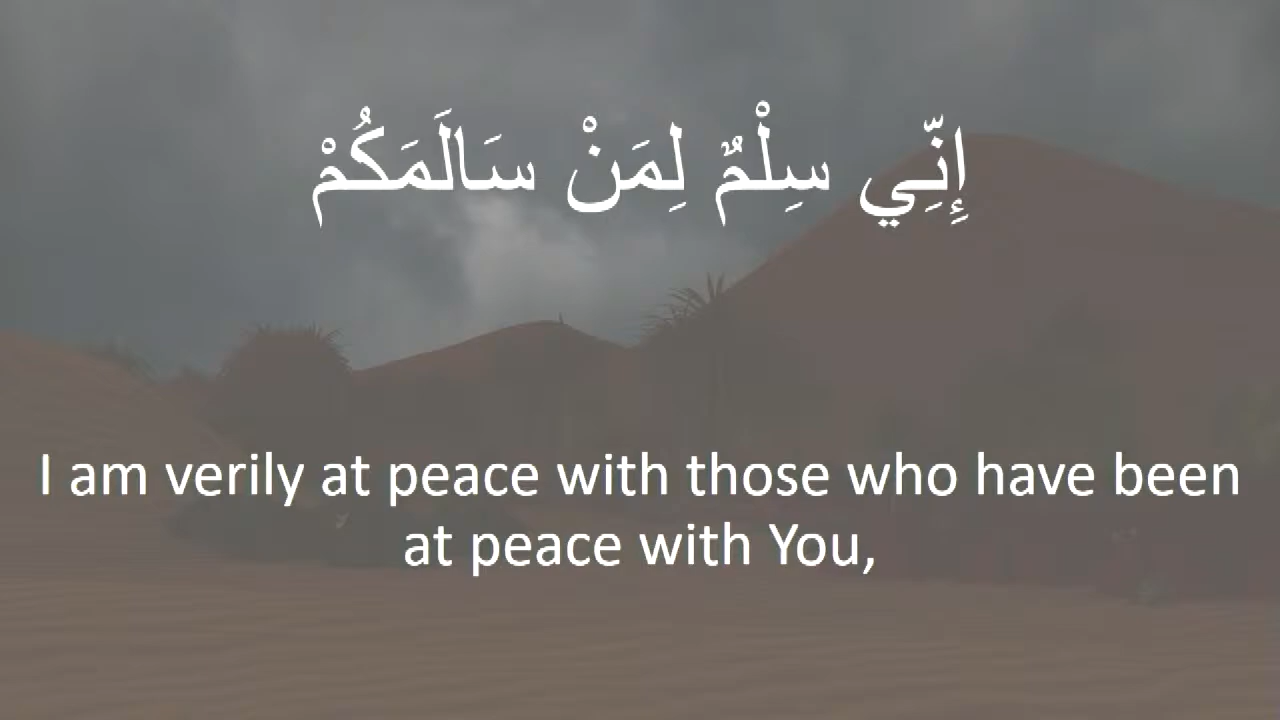 إِنِّي سِلْمٌ لِمَنْ سَالَمَكُمْ
I am verily at peace with those who have been
at peace with You,